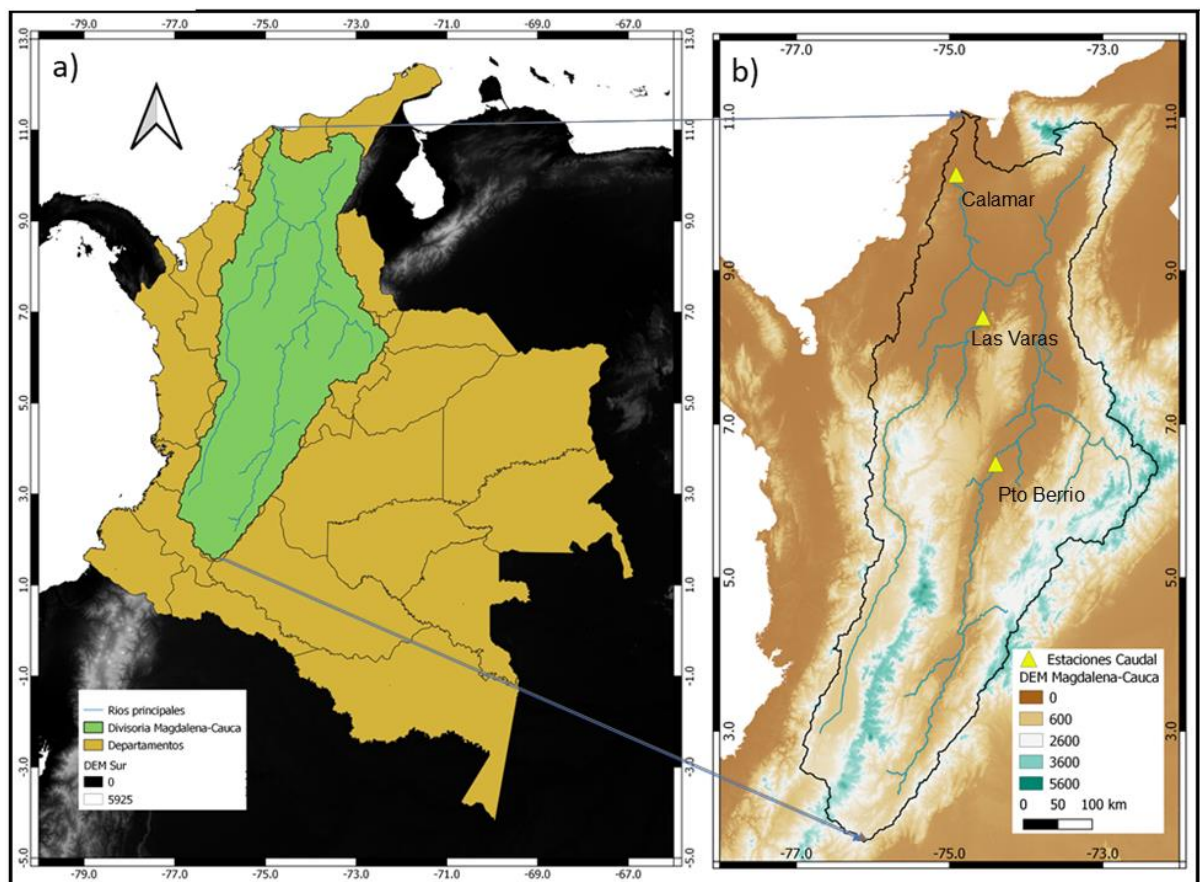 -79.0 -77.0 -75.0 -73.0 -71.0 -69.0 -67.0
a)
13.0
11.0
9.0
7.0
5.0
3.0
1.0
-1.0
-3.0
-5.0
13.0
11.0
9.0
7.0
5.0
3.0
1.0
-1.0
-3.0
-5.0
Rios principales
Divisoria Magdalena-Cauca
Departamentos
DEM Sur
0
5925
-79.0 -77.0 -75.0 -73.0 -71.0 -69.0 -67.0
-77.0 -75.0 -73.0
b)
11.0
9.0
7.0
5.0
3.0
11.0
9.0
7.0
5.0
3.0
Calamar
Las Varas
Pto Berrio
Estaciones Caudal
DEM Magdalena-Cauca
0
600
2600
3600
5600
0 50 100 km
-77.0 -75.0 -73.0